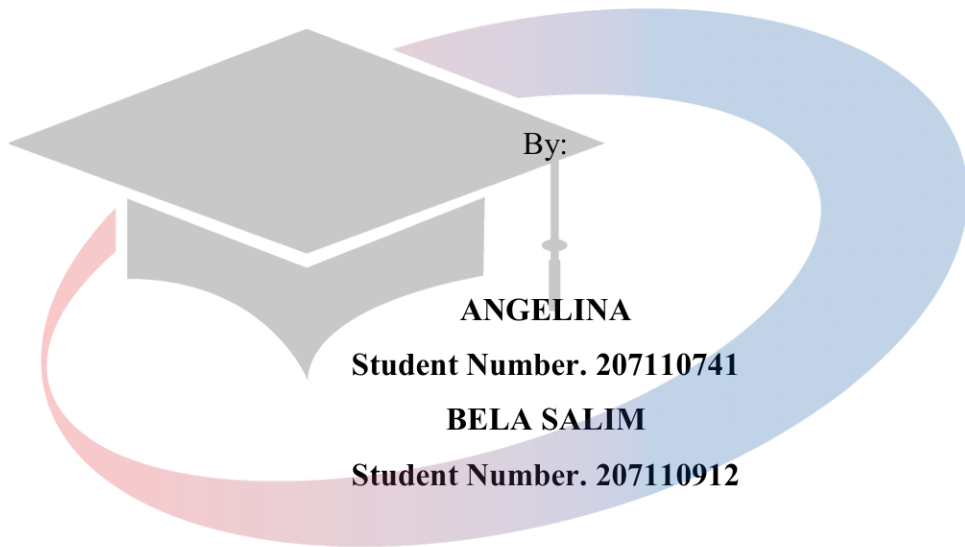 By:
ANGELINA
Student Number. 207110741
BELA SALIM
Student Number. 207110912